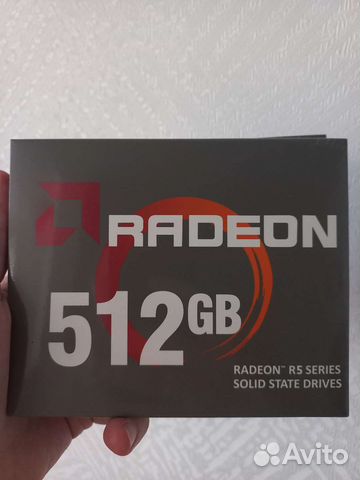 RADEON
512GB
RADEON™ R5 SERIES
SOLID STATE DRIVES
Avito